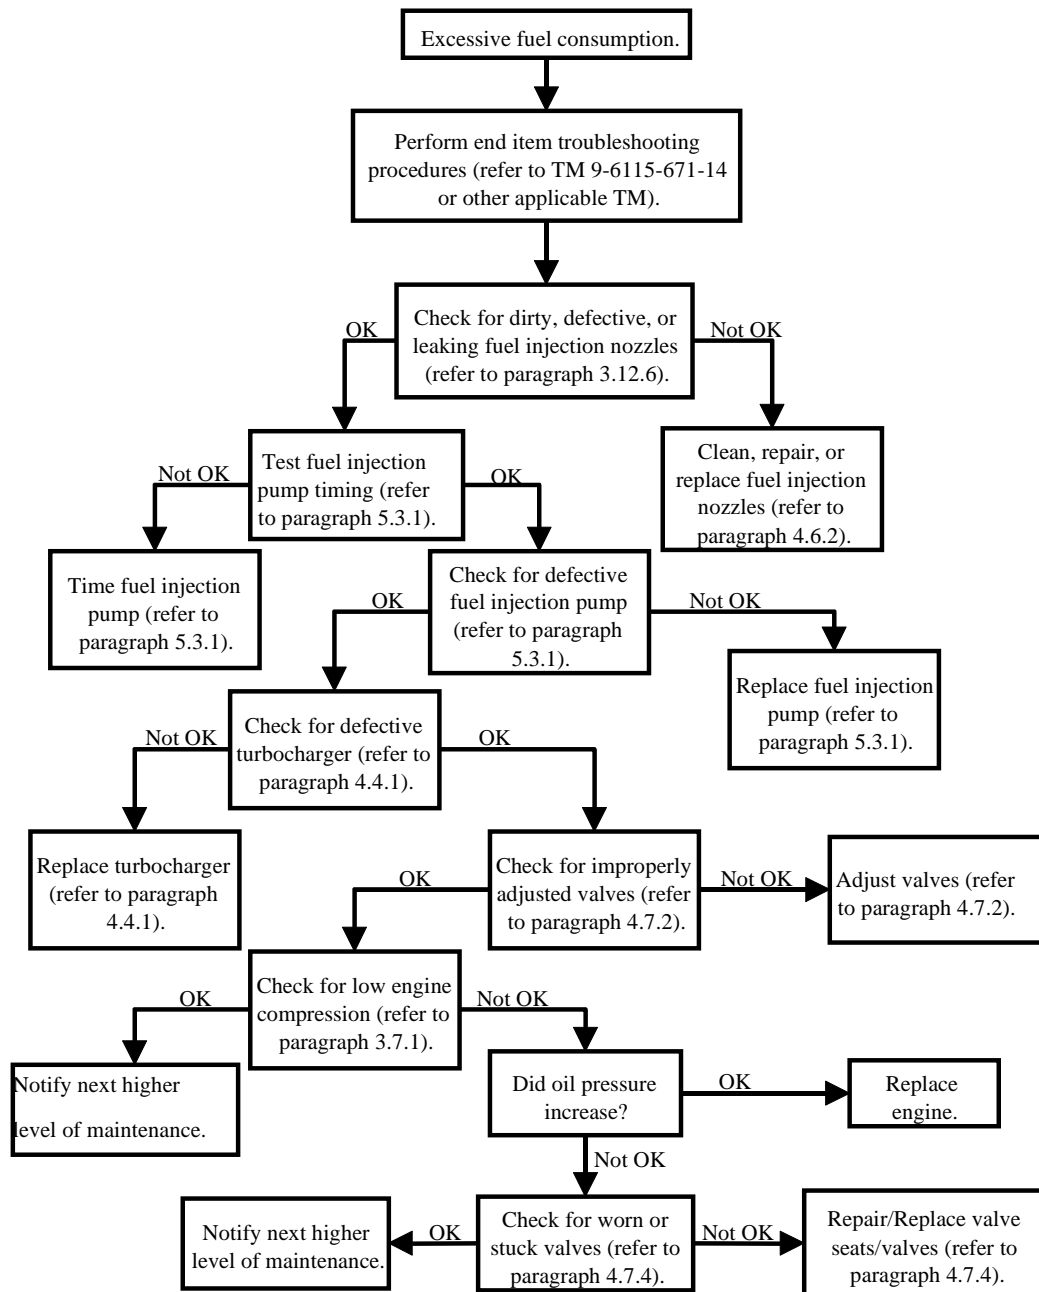 Excessive fuel consumption.
Perform end item troubleshooting
procedures (refer to TM 9-6115-671-14
or other applicable TM).
OK
Check for dirty, defective, or
leaking fuel injection nozzles
(refer to paragraph 3.12.6).
Not OK
Not OK
Test fuel injection
pump timing (refer
to paragraph 5.3.1).
OK
Clean, repair, or
replace fuel injection
nozzles (refer to
paragraph 4.6.2).
Time fuel injection
pump (refer to
paragraph 5.3.1).
OK
Check for defective
fuel injection pump
(refer to paragraph
5.3.1).
Not OK
Replace fuel injection
pump (refer to
paragraph 5.3.1).
Not OK
Check for defective
turbocharger (refer to
paragraph 4.4.1).
OK
Replace turbocharger
(refer to paragraph
4.4.1).
OK
Check for improperly
adjusted valves (refer
to paragraph 4.7.2).
Not OK
Adjust valves (refer
to paragraph 4.7.2).
OK
Check for low engine
compression (refer to
paragraph 3.7.1).
Not OK
Notify next higher
level of maintenance.
Did oil pressure
increase?
OK
Replace
engine.
Not OK
Notify next higher
level of maintenance.
OK
Check for worn or
stuck valves (refer to
paragraph 4.7.4).
Not OK
Repair/Replace valve
seats/valves (refer to
paragraph 4.7.4).